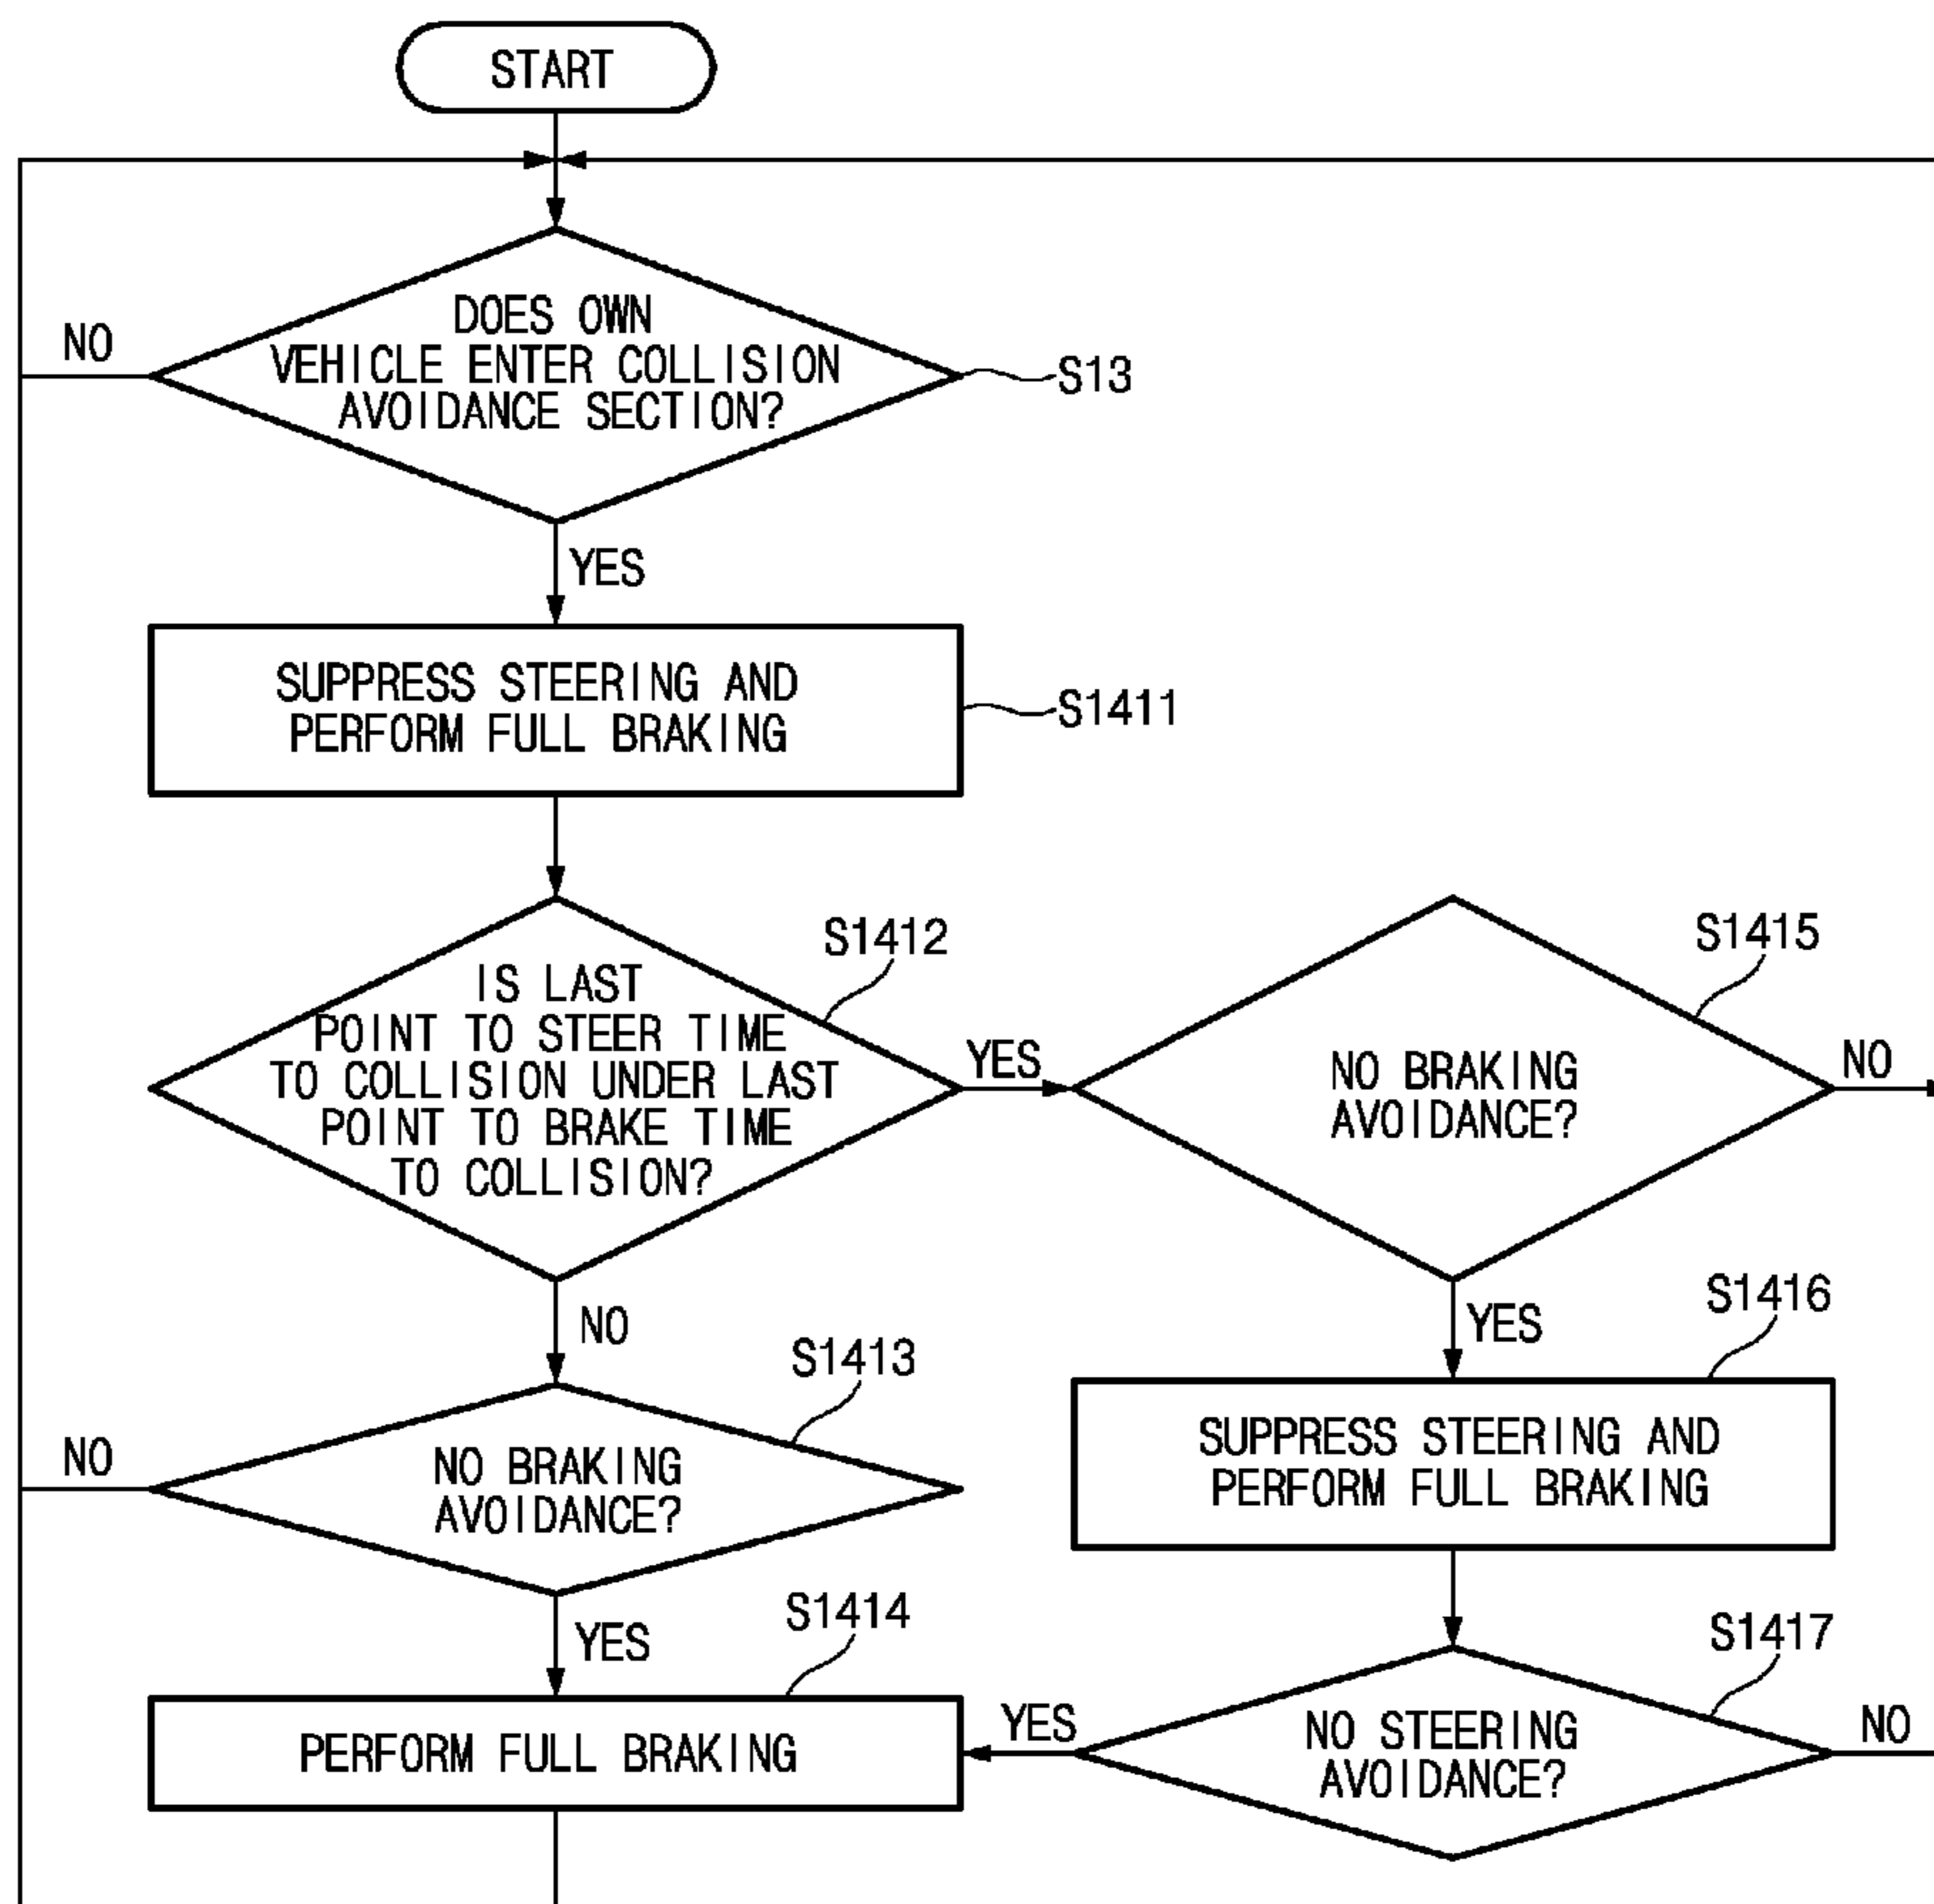 START
DOES OWN
VEHICLE ENTER COLLISION
AVOIDANCE SECTION?
NO
S13
YES
SUPPRESS STEERING AND
PERFORM FULL BRAKING
S1411
S1412
IS LAST
POINT TO STEER TIME
TO COLLISION UNDER LAST
POINT TO BRAKE TIME
TO COLLISION?
YES
NO
S1415
NO BRAKING
AVOIDANCE?
NO
YES
S1413
NO BRAKING
AVOIDANCE?
NO
YES
S1416
SUPPRESS STEERING AND
PERFORM FULL BRAKING
S1414
PERFORM FULL BRAKING
S1417
NO STEERING
AVOIDANCE?
YES
NO